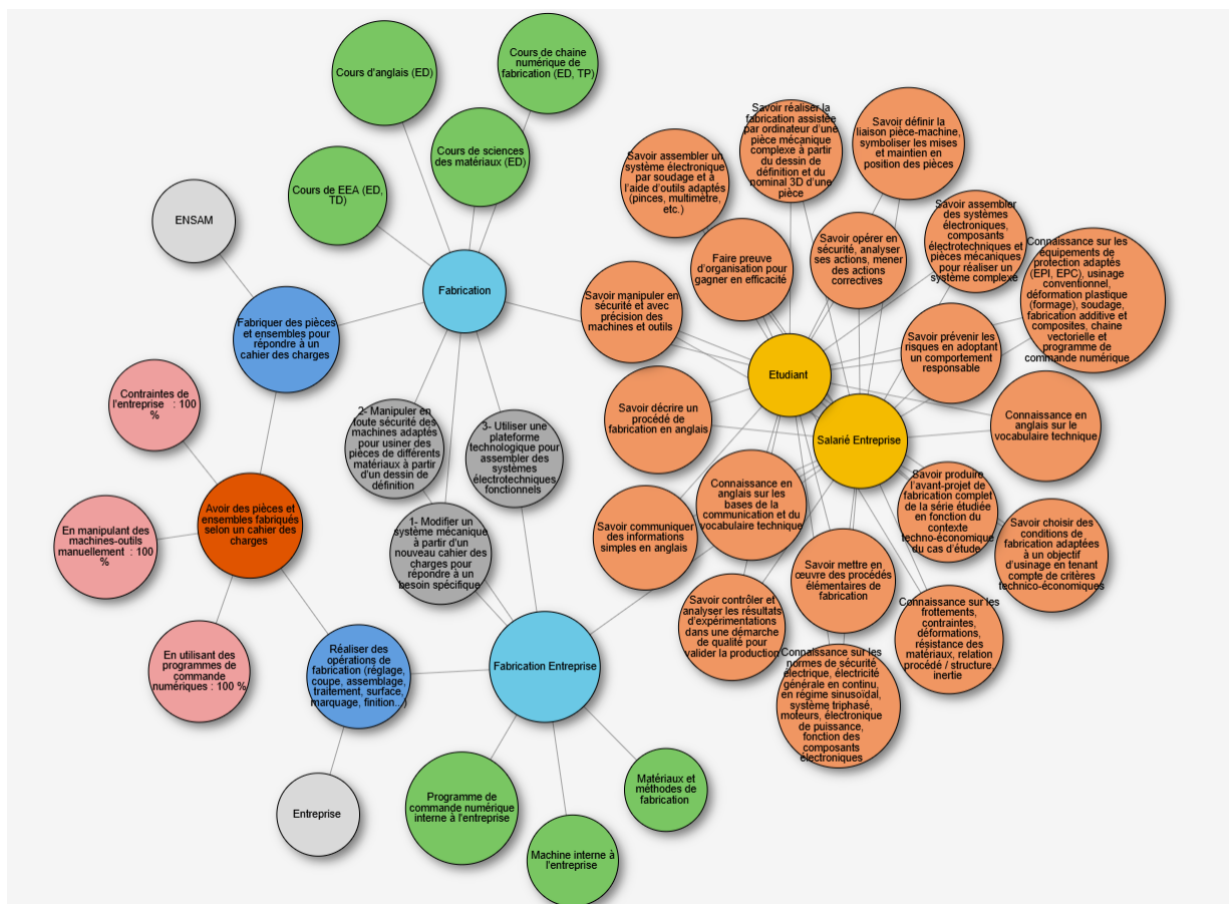 Cours d'anglais (ED)
Cours de chaine
numérique de
fabrication (ED, TP)
Cours de sciences
des matériaux (ED)
Cours de EEA (ED,
TD)
ENSAM
Fabrication
Fabriquer des pièces
et ensembles pour
répondre à un
cahier des charges
Contraintes de
l'entreprise : 100
%
2- Manipuler en
toute sécurité des
machines adaptés
pour usiner des
pièces de différents
matériaux à partir
d'un dessin de
définition
3- Utiliser une
plateforme
technologique pour
assembler des
systèmes
électrotechniques
fonctionnels
Avoir des pièces et
ensembles fabriqués
selon un cahier des
charges
En manipulant des
machines-outils
manuellement : 100
%
1- Modifier un
système mécanique
à partir d'un
nouveau cahier des
charges pour
répondre à un
besoin spécifique
En utilisant des
programmes de
commande
numériques : 100 %
Réaliser des
opérations de
fabrication (réglage,
coupe, assemblage,
traitement, surface,
marquage, finition...)
Fabrication Entreprise
Entreprise
Programme de
commande numérique
interne à l'entreprise
Machine interne à
l'entreprise
Matériaux et
méthodes de
fabrication
Savoir réaliser la
fabrication assistée
par ordinateur d'une
pièce mécanique
complexe à partir
du dessin de
définition et du
nominal 3D d'une
pièce
Savoir définir la
liaison pièce-machine,
symboliser les mises
et maintien en
position des pièces
Savoir assembler un
système électronique
par soudage et à
l'aide d'outils adaptés
(pinces, multimètre,
etc.)
Savoir assembler
des systèmes
électroniques,
composants
électrotechniques et
pièces mécaniques
pour réaliser un
système complexe
Faire preuve
d'organisation pour
gagner en efficacité
Savoir opérer en
sécurité, analyser
ses actions, mener
des actions
correctives
Connaissance sur les
équipements de
protection adaptés
(EPI, EPC), usinage
conventionnel,
déformation plastique
(formage), soudage,
fabrication additive et
composites, chaine
vectorielle et
programme de
commande numérique
Savoir manipuler en
sécurité et avec
précision des
machines et outils
Savoir prévenir les
risques en adoptant
un comportement
responsable
Etudiant
Savoir décrire un
procédé de
fabrication en anglais
Salarié Entreprise
Connaissance en
anglais sur le
vocabulaire technique
Connaissance en
anglais sur les
bases de la
communication et du
vocabulaire technique
Savoir produire
l'avant-projet de
fabrication complet
de la série étudiée
en fonction du
contexte
techno-économique
du cas d'étude
Savoir communiquer
des informations
simples en anglais
Savoir choisir des
conditions de
fabrication adaptées
à un objectif
d'usinage en tenant
compte de critères
technico-économiques
Savoir mettre en
œuvre des procédés
élémentaires de
fabrication
Savoir contrôler et
analyser les résultats
d'expérimentations
dans une démarche
de qualité pour
valider la production
Connaissance sur les
frottements,
contraintes,
déformations,
résistance des
matériaux, relation
procédé / structure,
inertie
Connaissance sur les
normes de sécurité
électrique, électricité
générale en continu,
en régime sinusoïdal,
système triphasé,
moteurs, électronique
de puissance,
fonction des
composants
électroniques